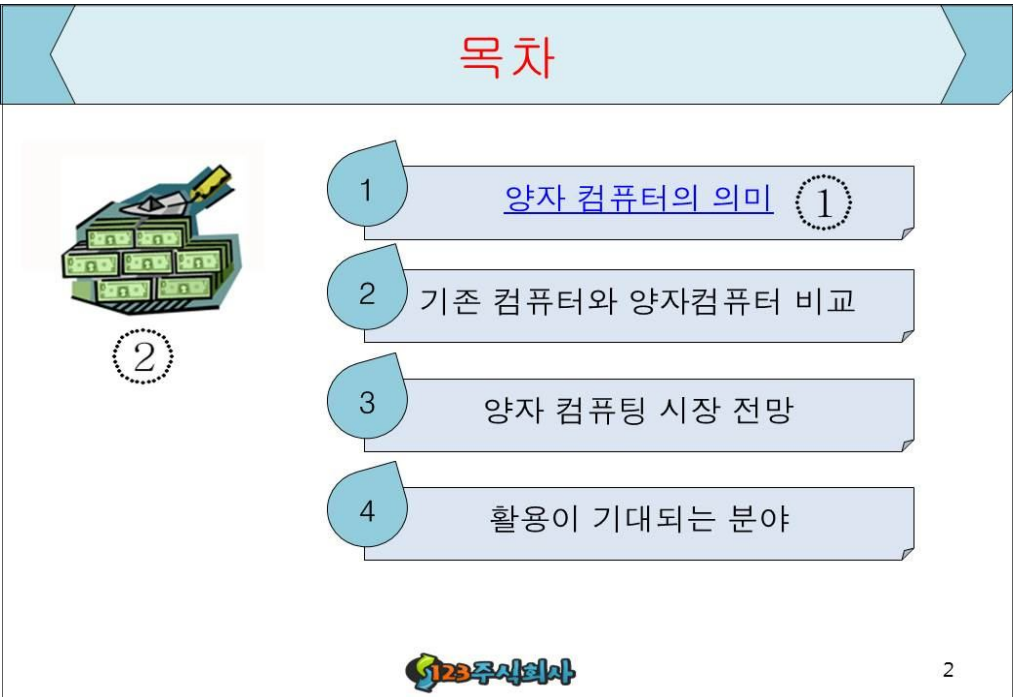 목차
1
양자 컴퓨터의 의미 ①
2
기존 컴퓨터와 양자컴퓨터 비교
②
3
양자 컴퓨팅 시장 전망
4
활용이 기대되는 분야
123주식회사
2